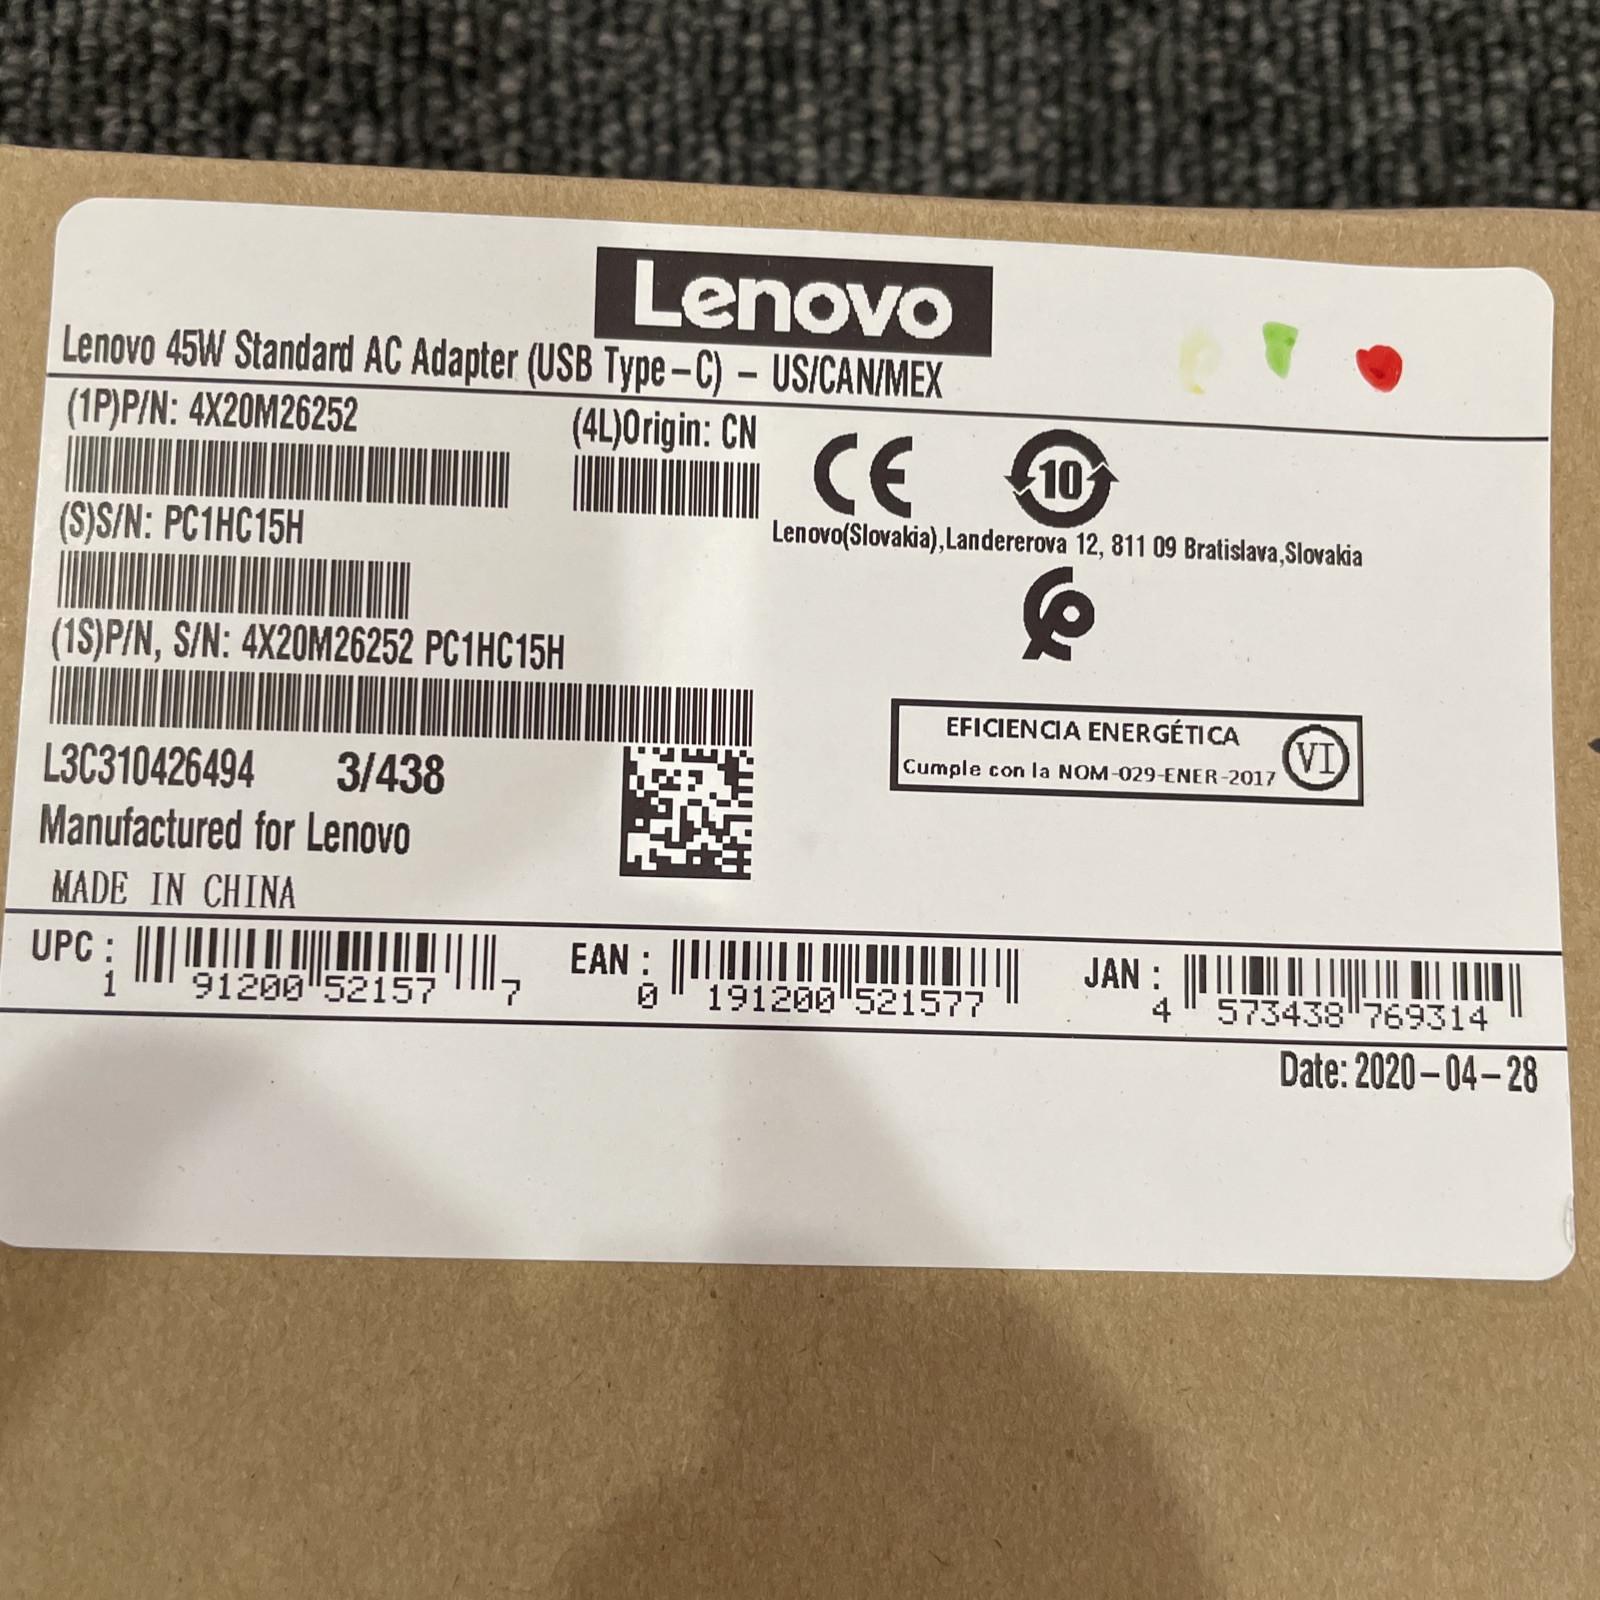 Lenovo
Lenovo 45W Standard AC Adapter (USB Type-C) - US/CAN/MEX
(1P)P/N: 4X20M26252
(4L)Origin: CN
CE
10
(S)S/N: PC1HC15H
Lenovo(Slovakia),Landererova 12, 811 09 Bratislava,Slovakia
(1S)P/N, S/N: 4X20M26252 PC1HC15H
EFICIENCIA ENERGÉTICA
Cumple con la NOM-029-ENER-2017
VI
L3C310426494 3/438
Manufactured for Lenovo
MADE IN CHINA
UPC : 1 91200 52157 7
EAN : 0 191200 521577
JAN : 4 573438 769314
Date: 2020-04-28